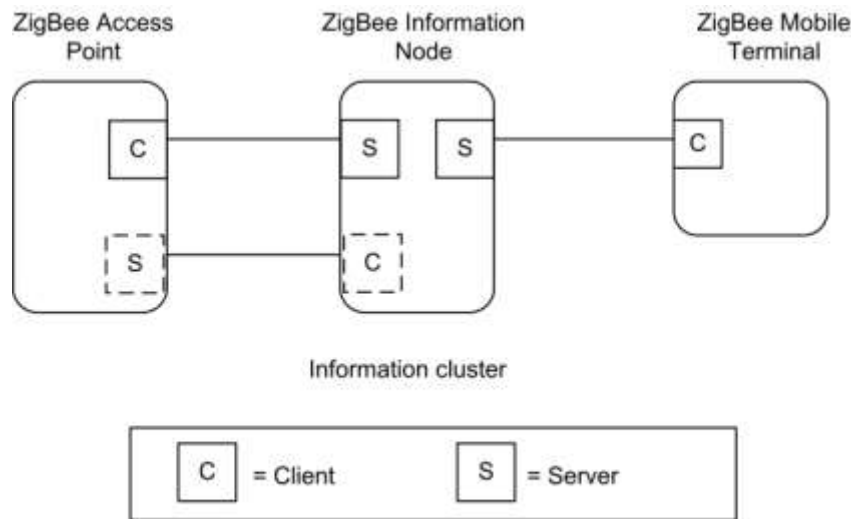 ZigBee Access
Point
ZigBee Information
Node
ZigBee Mobile
Terminal
C
S
S
C
S
C
Information cluster
C = Client
S = Server